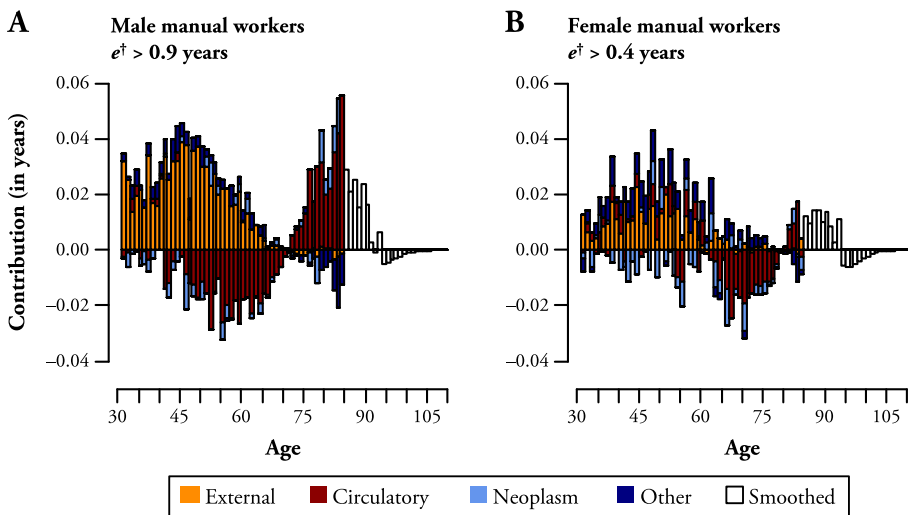 A Male manual workers
e† > 0.9 years
B Female manual workers
e† > 0.4 years
Contribution (in years)
0.06
0.04
0.02
0.00
−0.02
−0.04
30 45 60 75 90 105
Age
0.06
0.04
0.02
0.00
−0.02
−0.04
30 45 60 75 90 105
Age
External Circulatory Neoplasm Other Smoothed